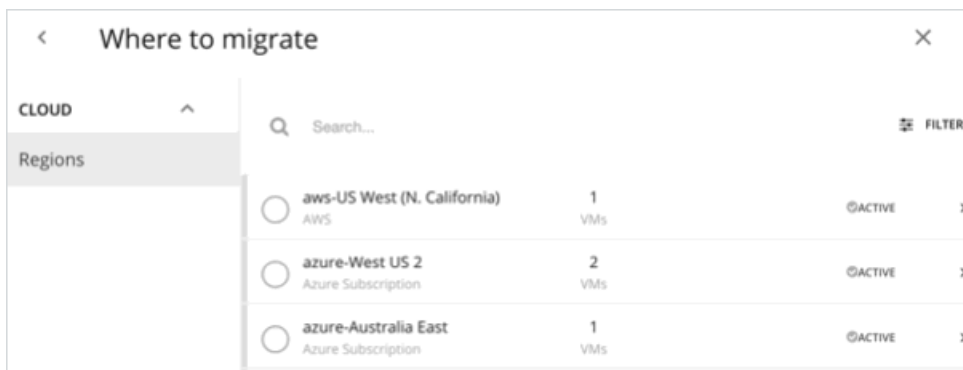 Where to migrate
CLOUD
Regions
Search...
FILTER
aws-US West (N. California)
AWS
1
VMs
ACTIVE
azure-West US 2
Azure Subscription
2
VMs
ACTIVE
azure-Australia East
Azure Subscription
1
VMs
ACTIVE